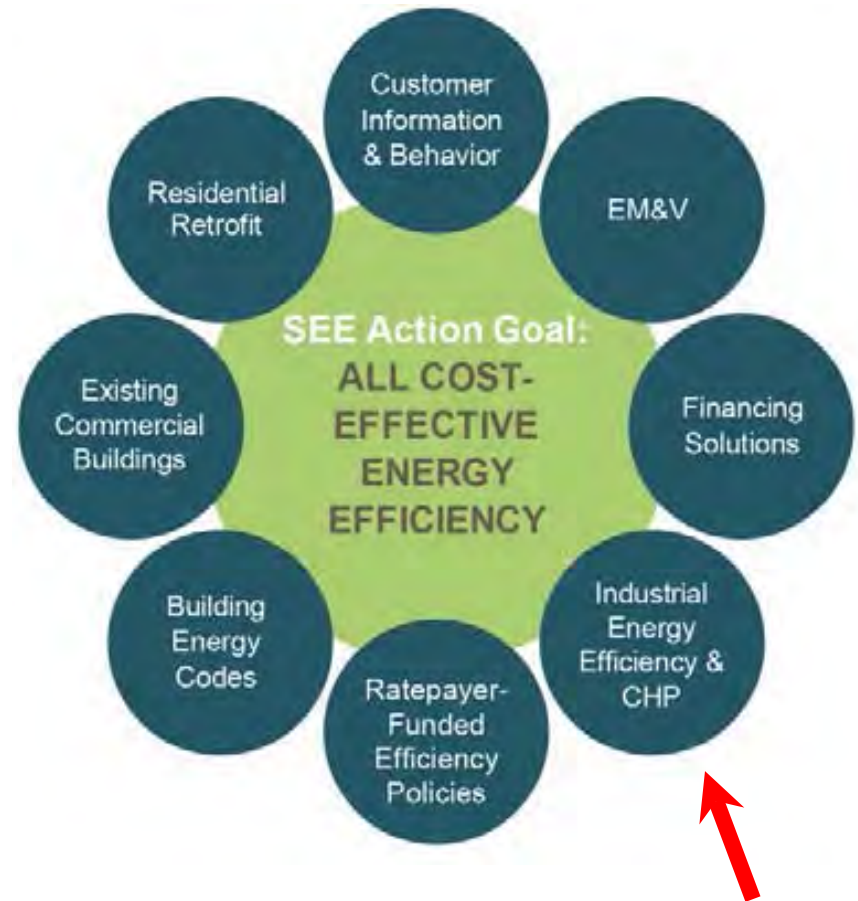 Customer
Information
& Behavior
EM&V
Financing
Solutions
Industrial
Energy
Efficiency &
CHP
Ratepayer-
Funded
Efficiency
Policies
Building
Energy
Codes
Existing
Commercial
Buildings
Residential
Retrofit
SEE Action Goal:
ALL COST-
EFFECTIVE
ENERGY
EFFICIENCY